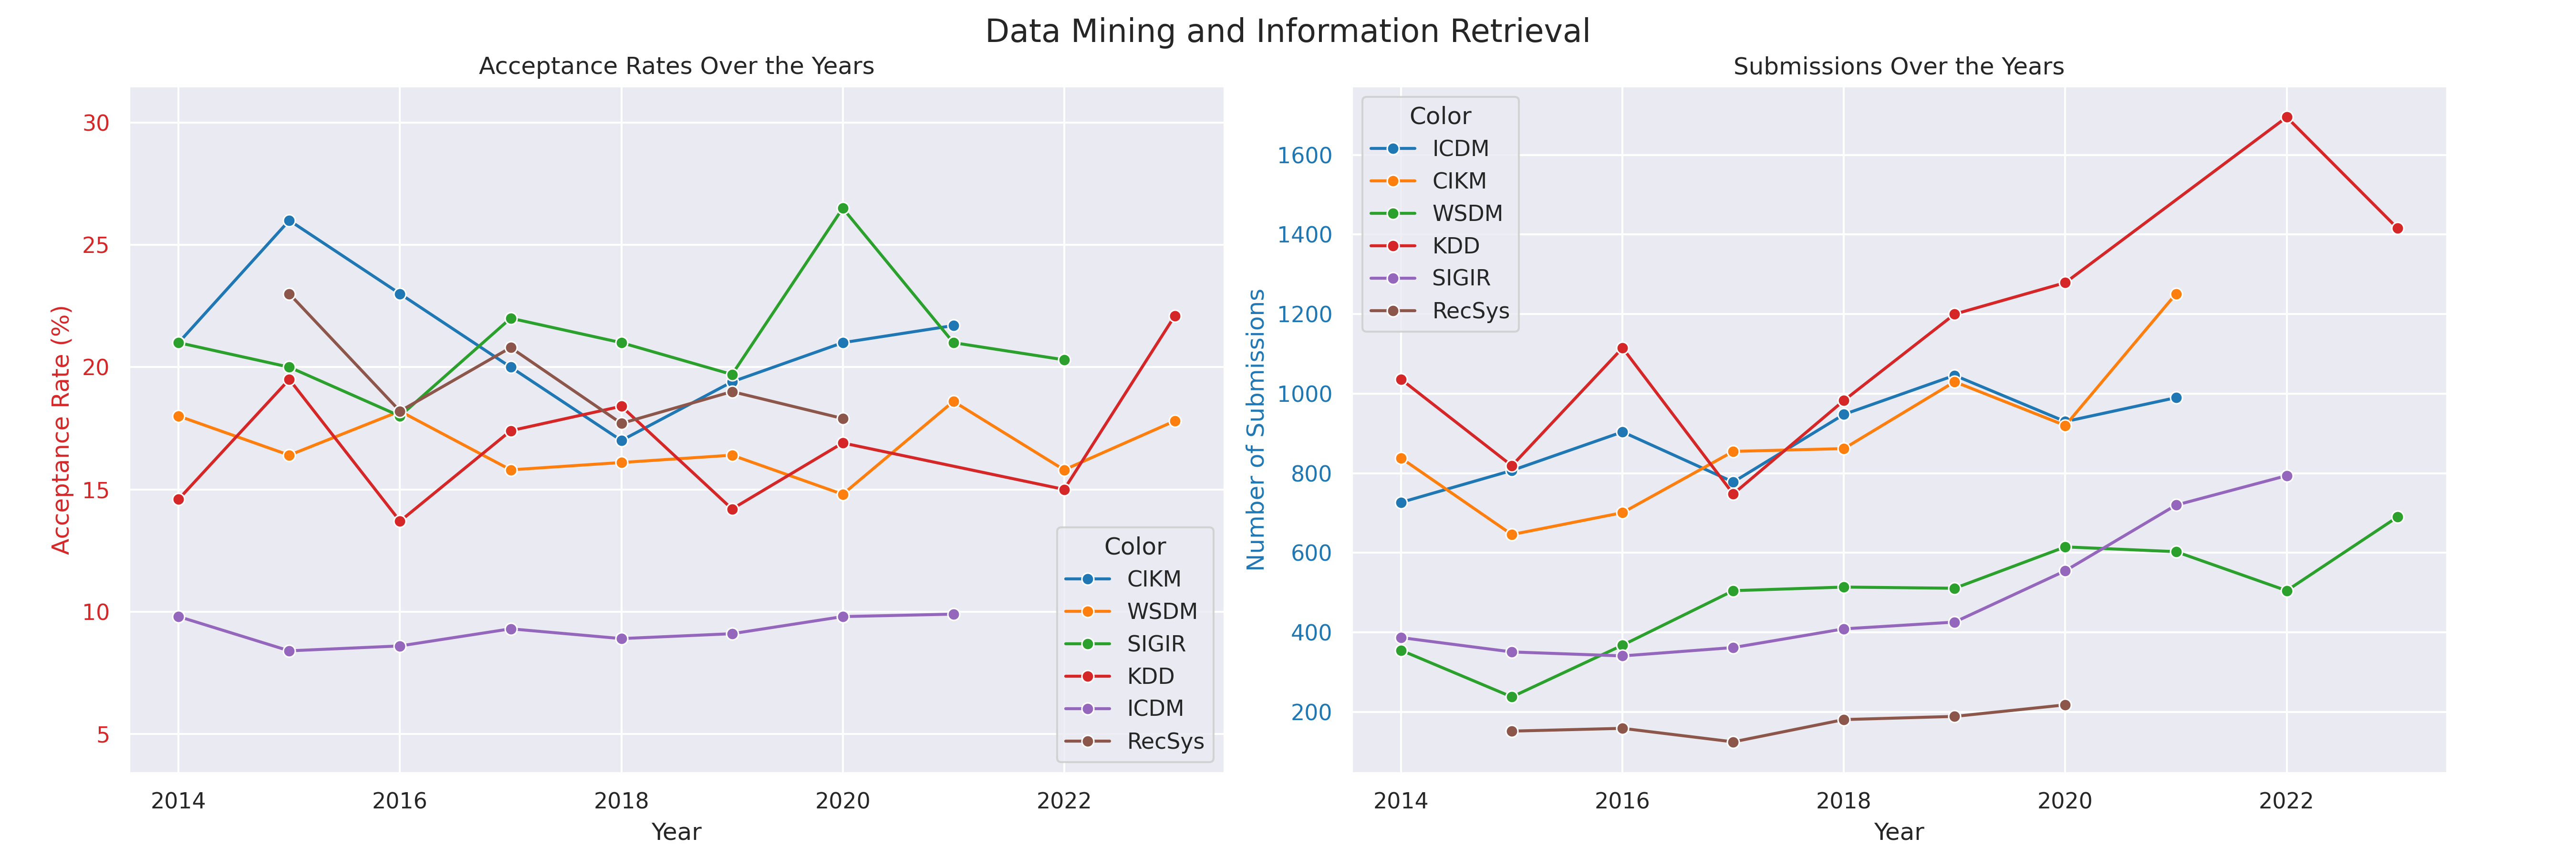 Data Mining and Information Retrieval
Acceptance Rates Over the Years
Acceptance Rate (%)
30
25
20
15
10
5
2014 2016 2018 2020 2022
Year
Color
CIKM
WSDM
SIGIR
KDD
ICDM
RecSys
Submissions Over the Years
Number of Submissions
1600
1400
1200
1000
800
600
400
200
2014 2016 2018 2020 2022
Year
Color
ICDM
CIKM
WSDM
KDD
SIGIR
RecSys